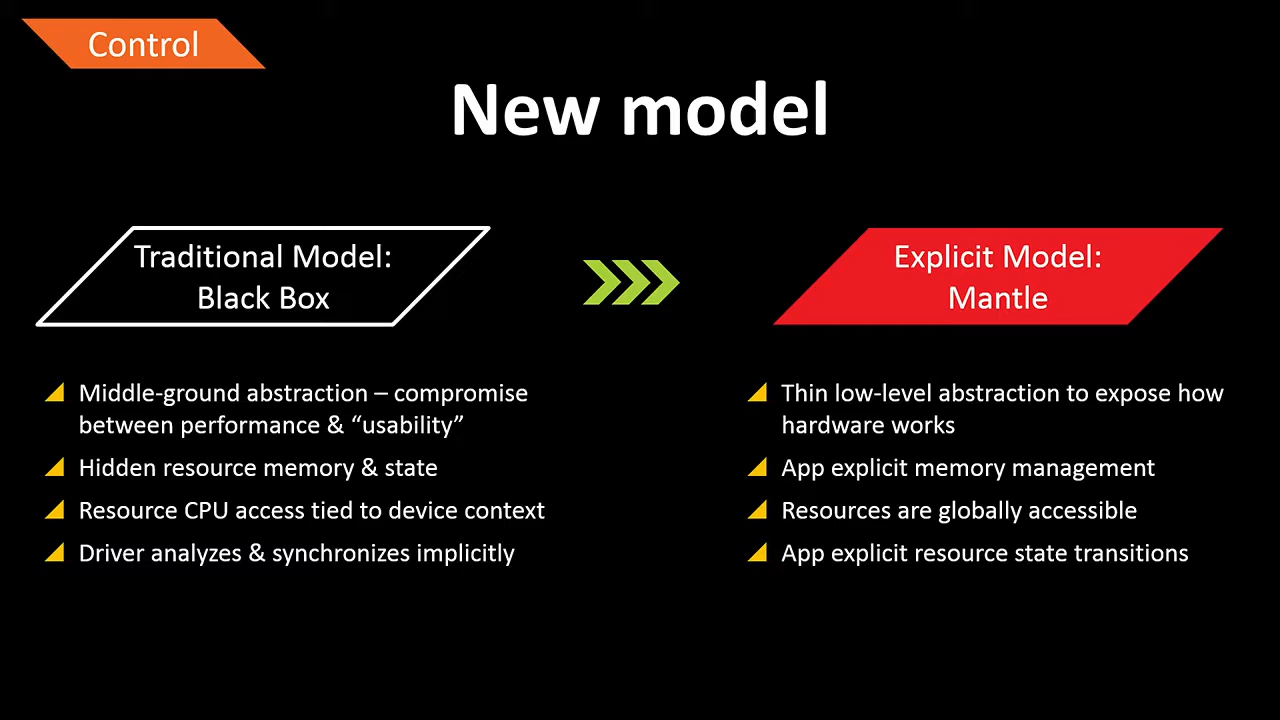 Control
New model
Traditional Model:
Black Box
Explicit Model:
Mantle
Middle-ground abstraction – compromise
between performance & “usability”
Hidden resource memory & state
Resource CPU access tied to device context
Driver analyzes & synchronizes implicitly
Thin low-level abstraction to expose how
hardware works
App explicit memory management
Resources are globally accessible
App explicit resource state transitions